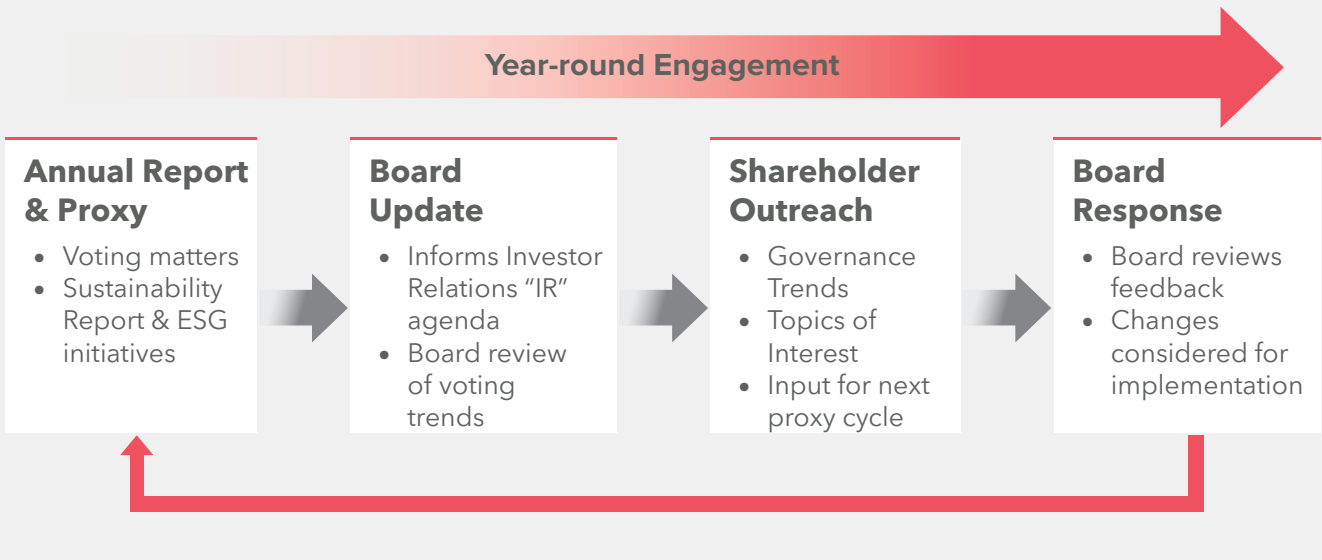 Year-round Engagement
Annual Report
& Proxy
• Voting matters
• Sustainability
Report & ESG
initiatives
Board
Update
• Informs Investor
Relations “IR”
agenda
• Board review
of voting
trends
Shareholder
Outreach
• Governance
Trends
• Topics of
Interest
• Input for next
proxy cycle
Board
Response
• Board reviews
feedback
• Changes
considered for
implementation